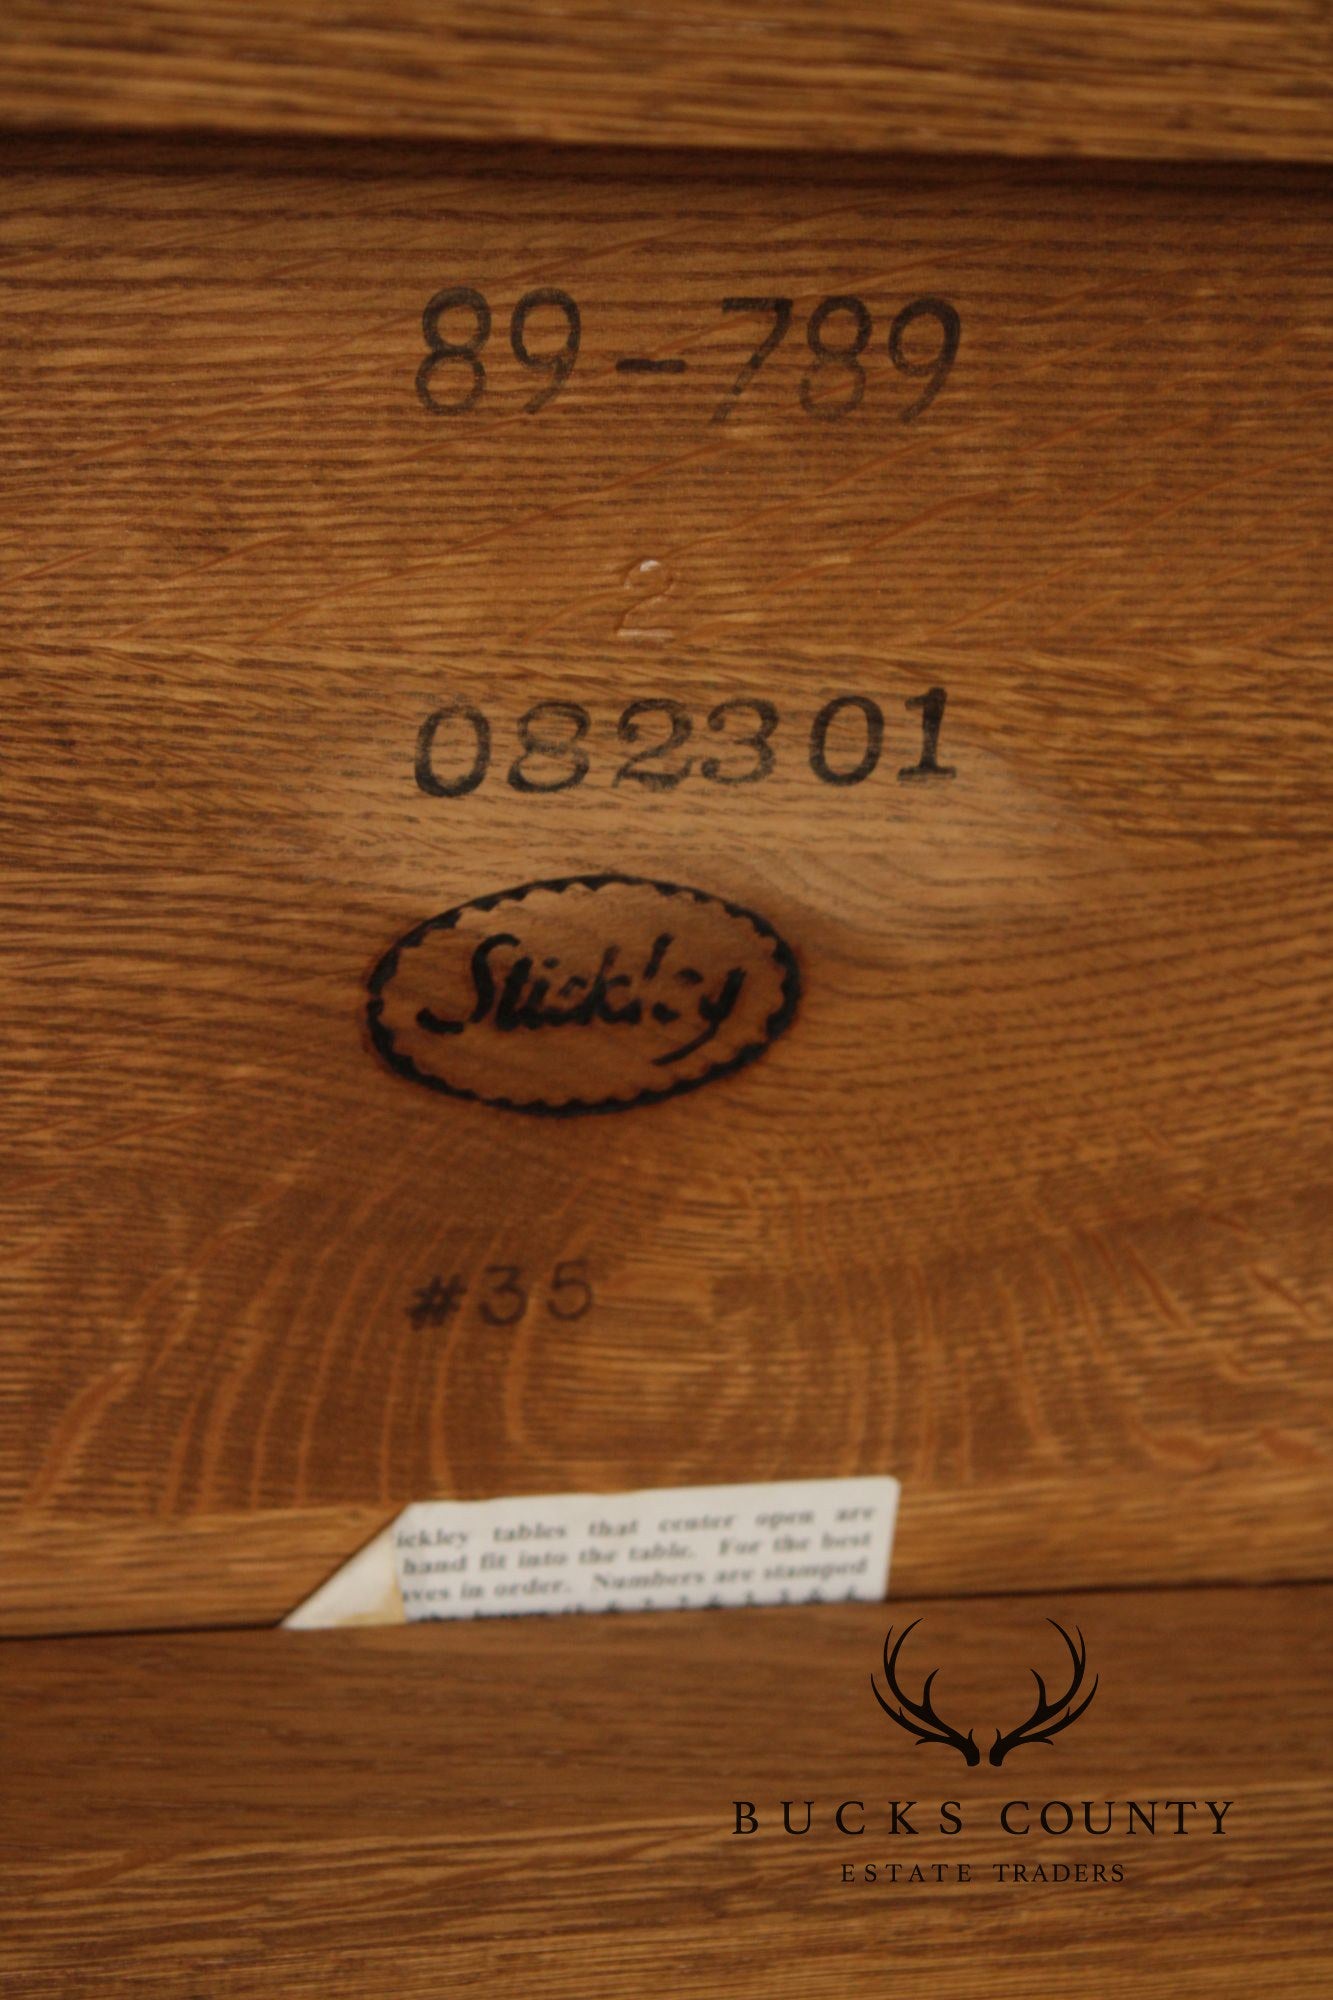 89-789
2
082301
Stickley
#35
ickley tables that center open are
hand fit into the table. For the best
aves in order. Numbers are stamped
BUCKS COUNTY
ESTATE TRADERS